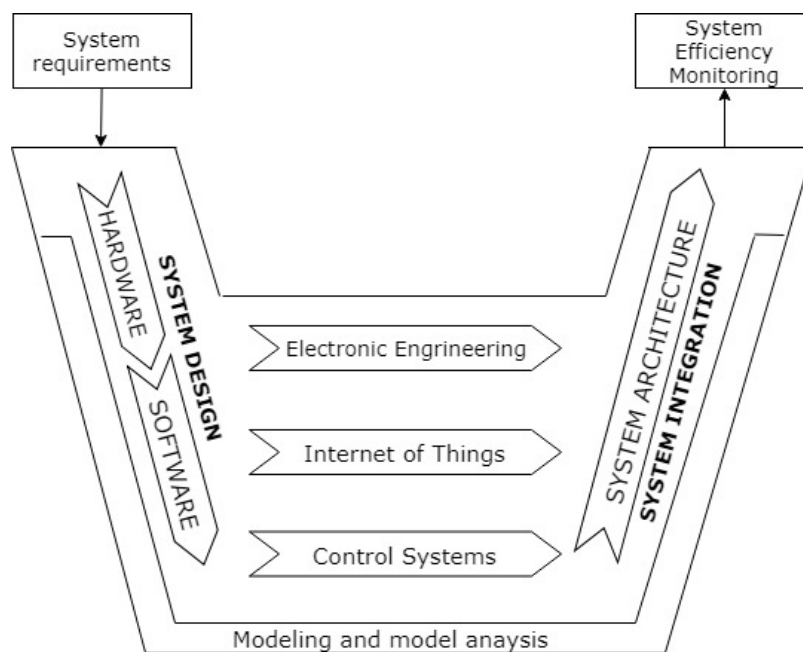 System
requirements
System
Efficiency
Monitoring
HARDWARE
SOFTWARE
SYSTEM DESIGN
Electronic Engrineering
Internet of Things
Control Systems
SYSTEM ARCHITECTURE
SYSTEM INTEGRATION
Modeling and model anaysis